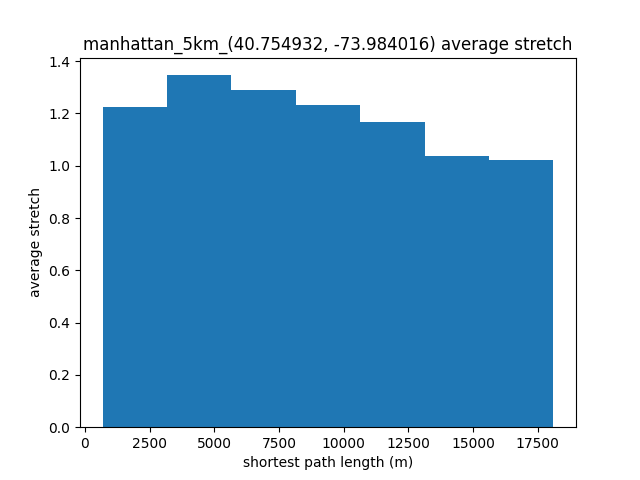 manhattan_5km_(40.754932, -73.984016) average stretch
1.4
1.2
1.0
0.8
0.6
0.4
0.2
0.0
average stretch
0 2500 5000 7500 10000 12500 15000 17500
shortest path length (m)